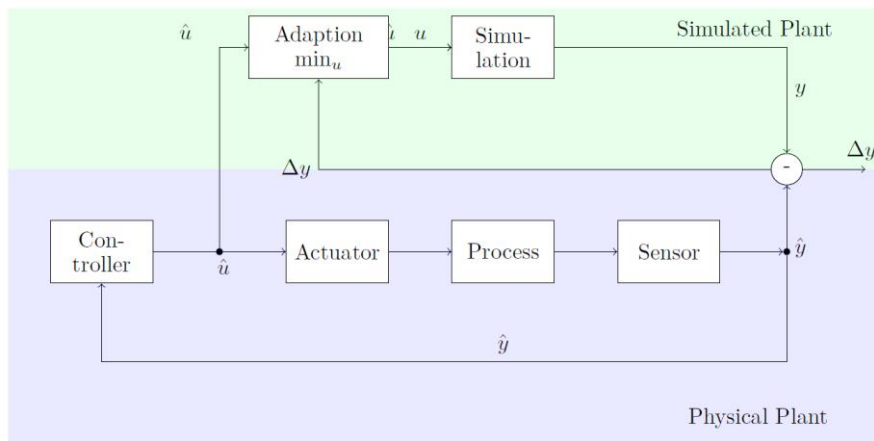 Simulated Plant
û
Adaption
min_u
û
u
Simu-
lation
y
Δy
Δy
-
Con-
troller
û
Actuator
Process
Sensor
ŷ
ŷ
Physical Plant